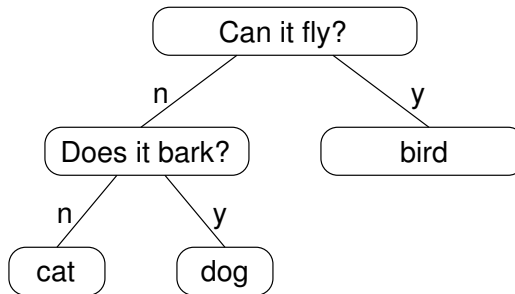 Can it fly?
n
y
Does it bark?
bird
n
y
cat
dog